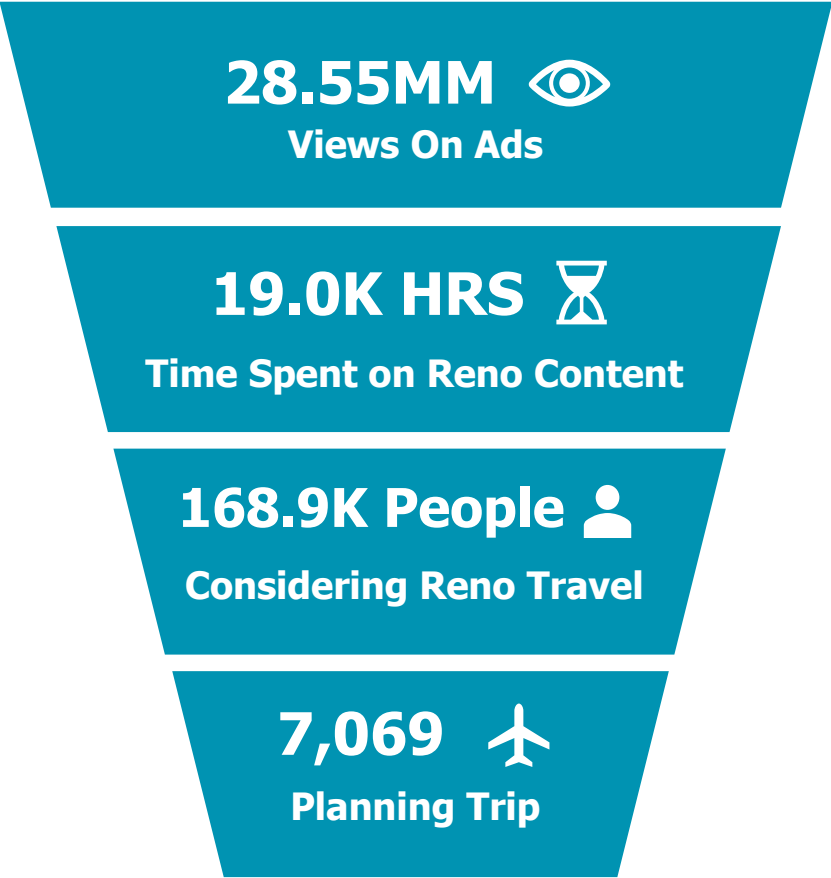 28.55MM
Views On Ads
19.0K HRS
Time Spent on Reno Content
168.9K People
Considering Reno Travel
7,069
Planning Trip